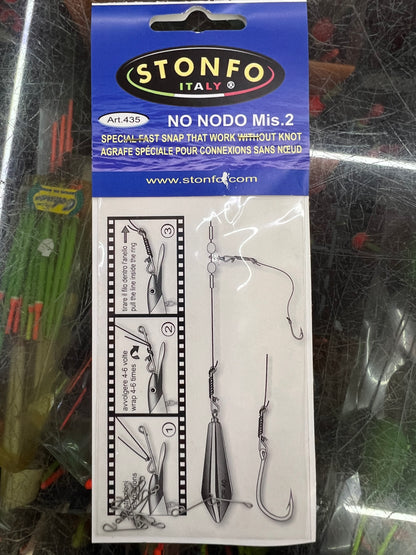 STONFO
ITALY ®
Art.435
NO NODO Mis.2
SPECIAL FAST SNAP THAT WORK WITHOUT KNOT
AGRAFE SPÉCIALE POUR CONNEXIONS SANS NŒUD
www.stonfo.com
3
tirare il filo dentro l'anello
pull the line inside the ring
2
avvolgere 4-6 volte
wrap 4-6 times
1